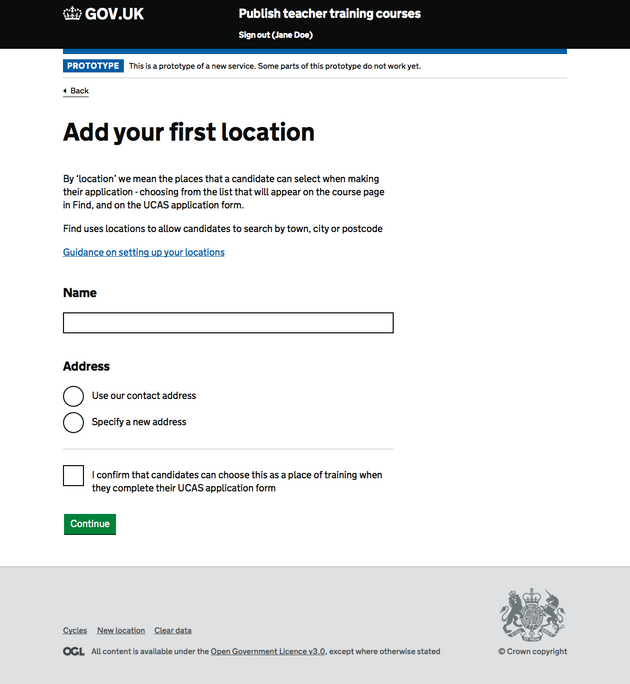 GOV.UK
Publish teacher training courses
Sign out (Jane Doe)
PROTOTYPE This is a prototype of a new service. Some parts of this prototype do not work yet.
Back
Add your first location
By ‘location’ we mean the places that a candidate can select when making
their application - choosing from the list that will appear on the course page
in Find, and on the UCAS application form.
Find uses locations to allow candidates to search by town, city or postcode
Guidance on setting up your locations
Name
Address
Use our contact address
Specify a new address
I confirm that candidates can choose this as a place of training when
they complete their UCAS application form
Continue
Cycles New location Clear data
OGL All content is available under the Open Government Licence v3.0, except where otherwise stated
© Crown copyright